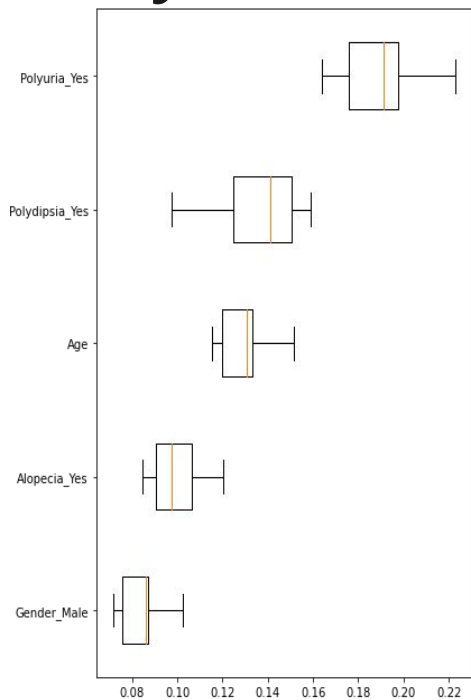 Polyuria_Yes
Polydipsia_Yes
Age
Alopecia_Yes
Gender_Male
0.08 0.10 0.12 0.14 0.16 0.18 0.20 0.22